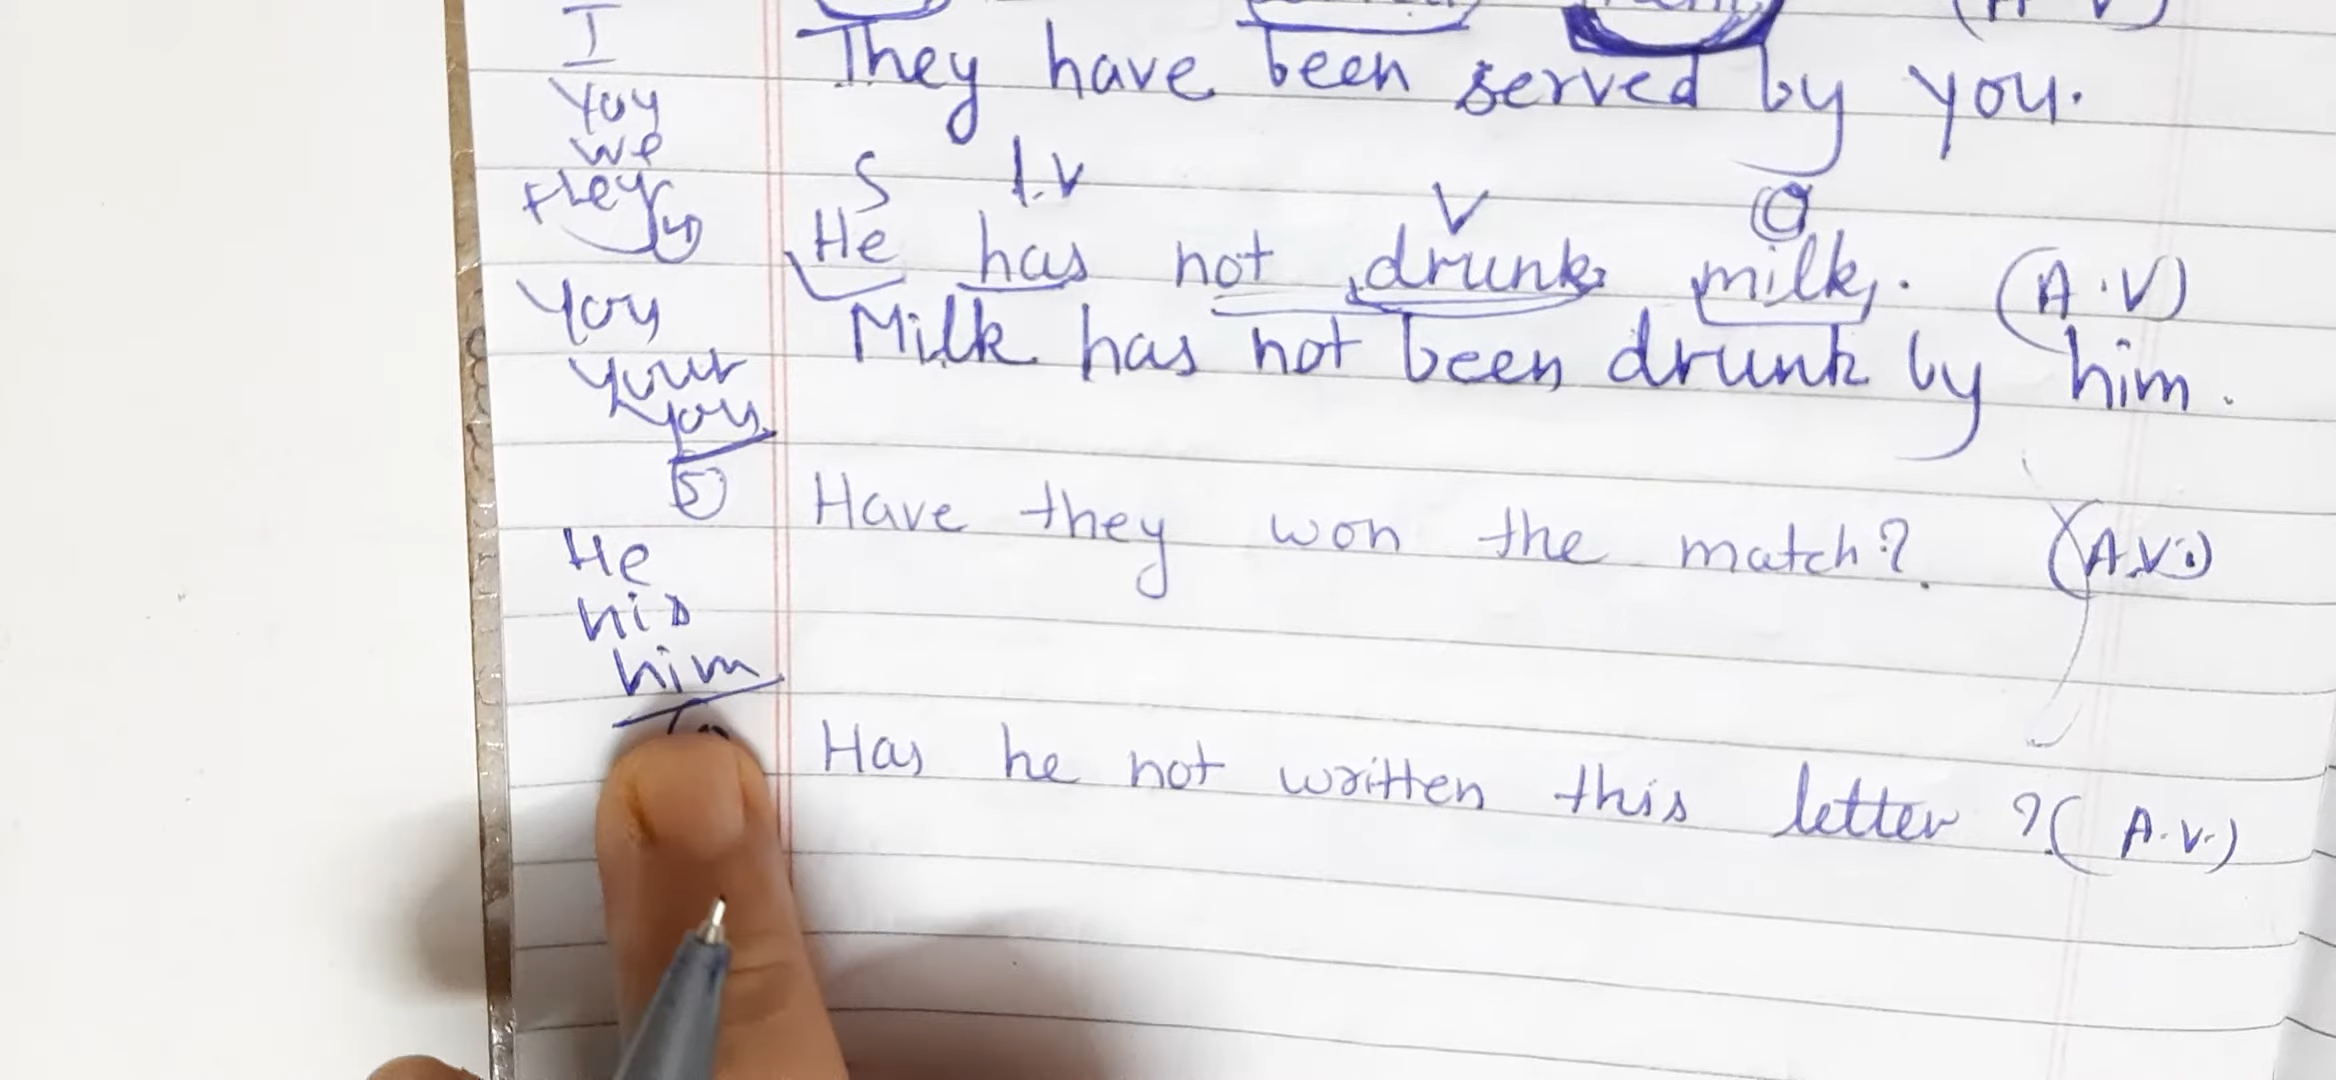 I
You
we
they
They have been served by you.
S H.V V O
He has not drunk milk. (A.V)
You
your
you
Milk has not been drunk by him.
5 Have they won the match? (A.V.)
He
his
him
Has he not written this letter? (A.V.)